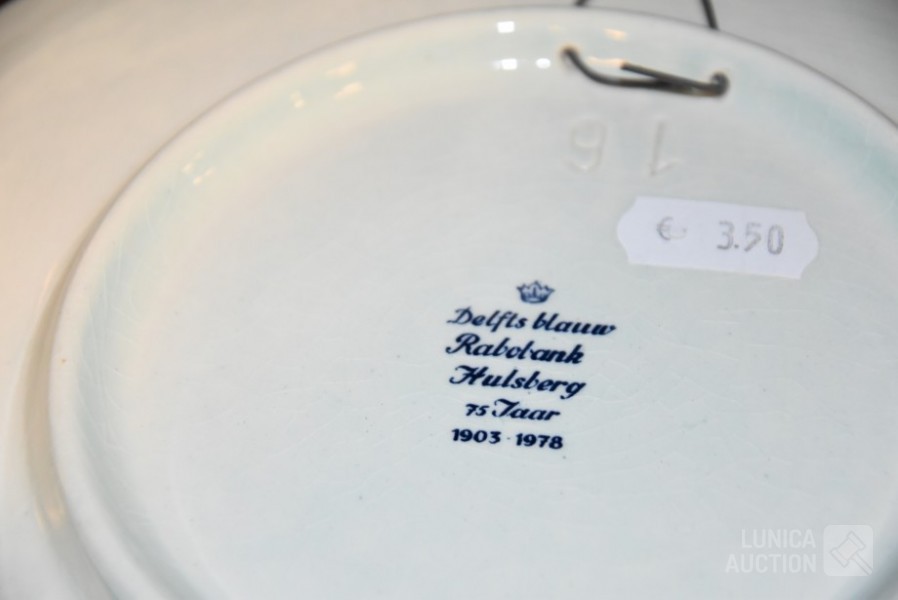 16
€ 3.50
Delfts blauw
Rabobank
Hulsberg
75 Jaar
1903 - 1978
LUNICA
AUCTION